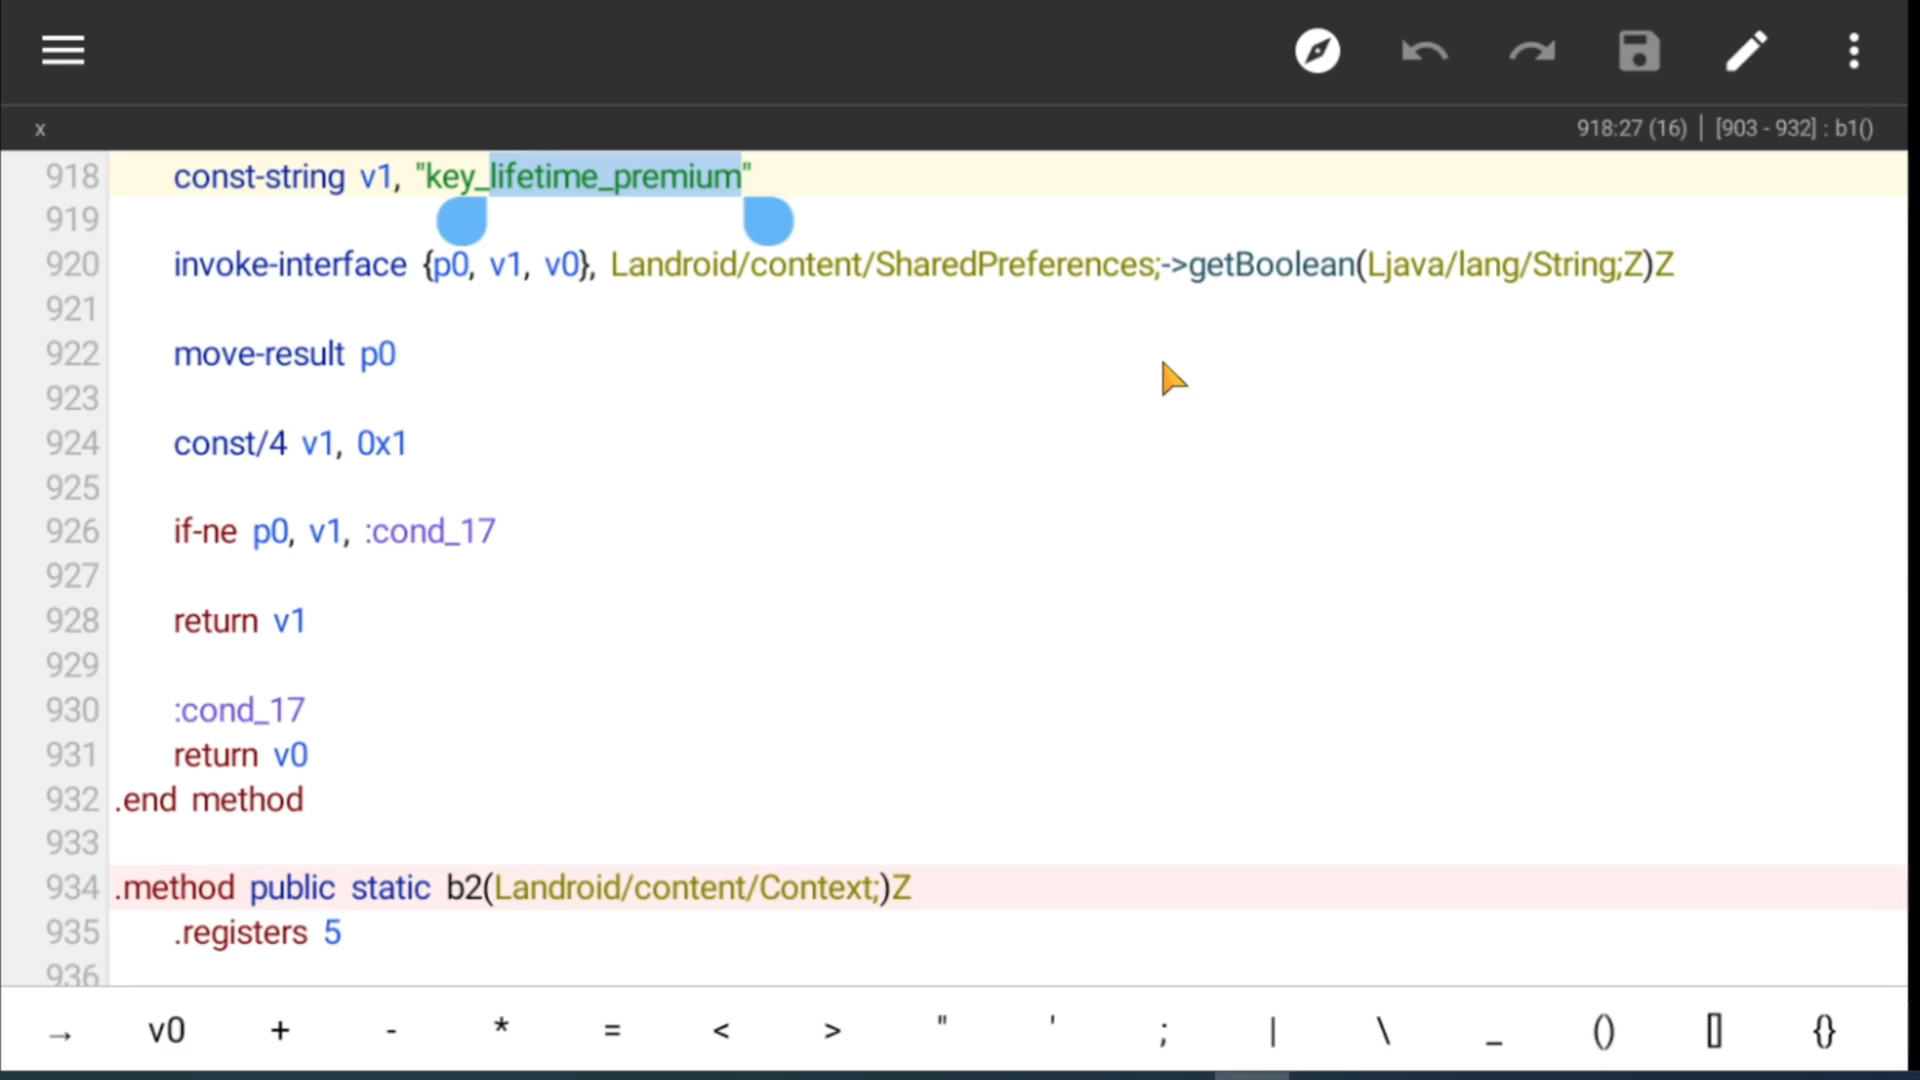 x 918:27 (16) | [903 - 932] : b1()
918 const-string v1, "key_lifetime_premium"
919
920 invoke-interface {p0, v1, v0}, Landroid/content/SharedPreferences;->getBoolean(Ljava/lang/String;Z)Z
921
922 move-result p0
923
924 const/4 v1, 0x1
925
926 if-ne p0, v1, :cond_17
927
928 return v1
929
930 :cond_17
931 return v0
932 .end method
933
934 .method public static b2(Landroid/content/Context;)Z
935 .registers 5
936
→ v0 + - * = < > " ' ; | \ _ () [] {}